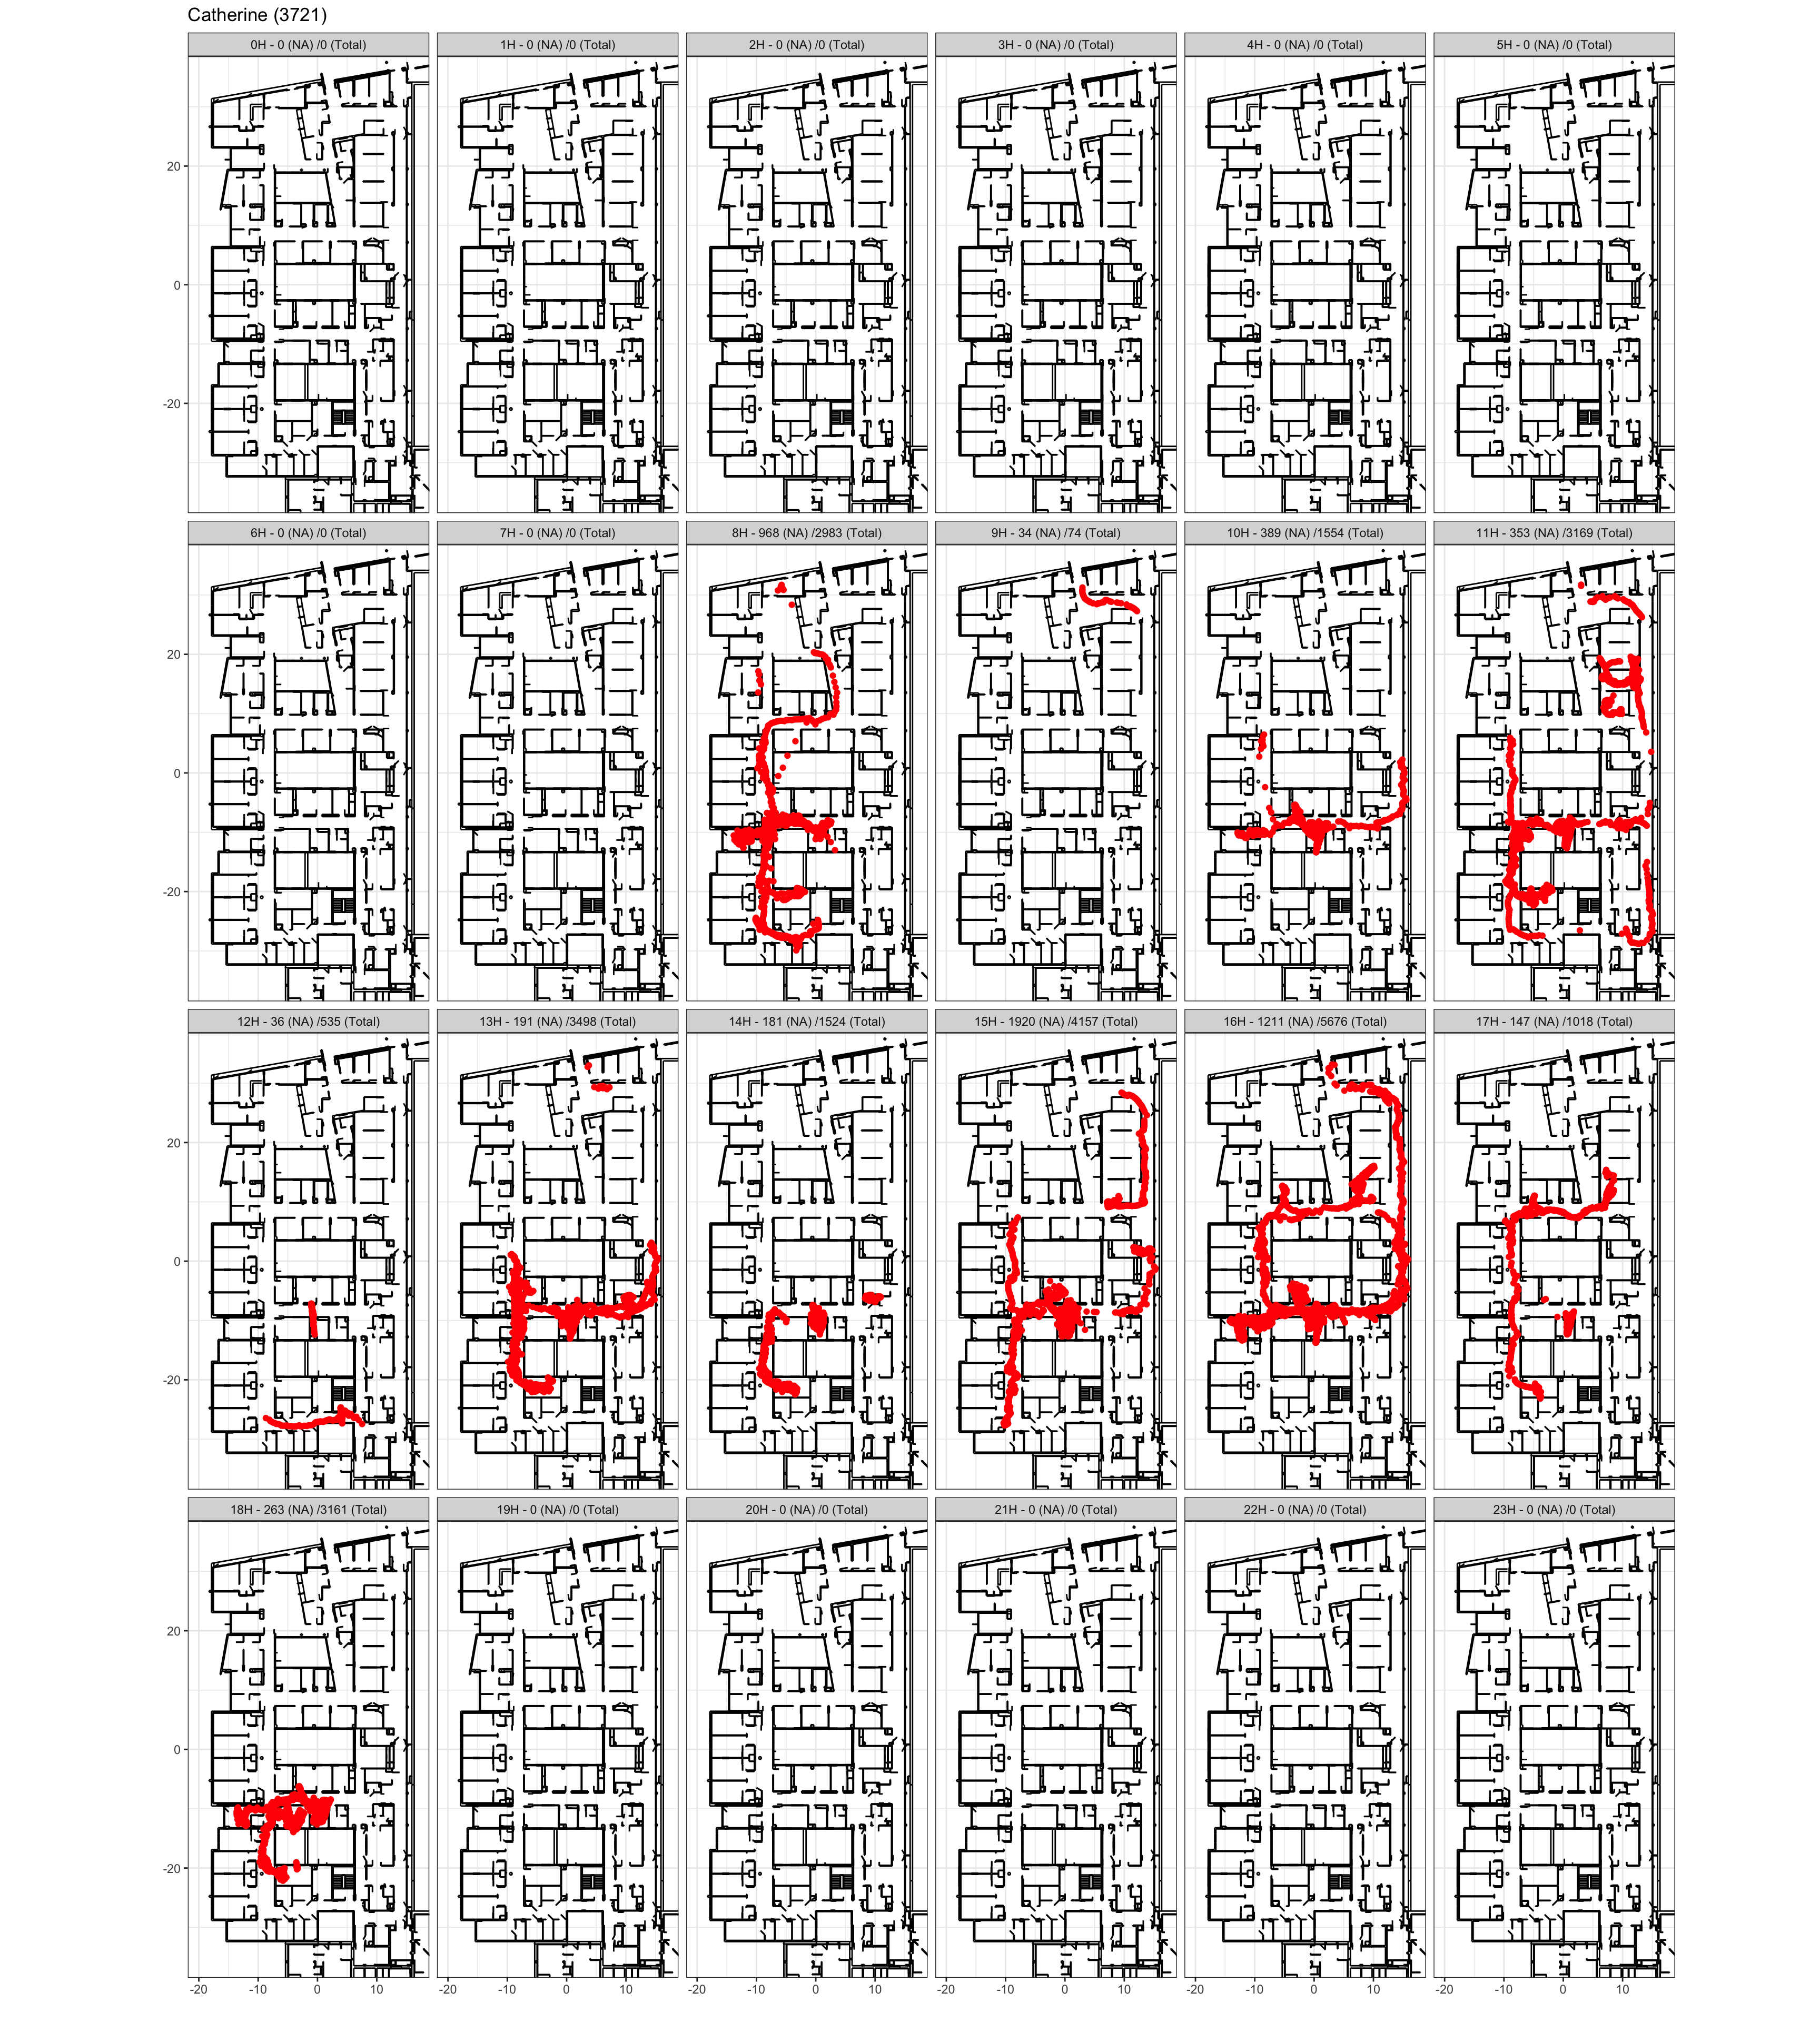 Catherine (3721)
0H - 0 (NA) /0 (Total) 1H - 0 (NA) /0 (Total) 2H - 0 (NA) /0 (Total) 3H - 0 (NA) /0 (Total) 4H - 0 (NA) /0 (Total) 5H - 0 (NA) /0 (Total)
20
0
-20
6H - 0 (NA) /0 (Total) 7H - 0 (NA) /0 (Total) 8H - 968 (NA) /2983 (Total) 9H - 34 (NA) /74 (Total) 10H - 389 (NA) /1554 (Total) 11H - 353 (NA) /3169 (Total)
20
0
-20
12H - 36 (NA) /535 (Total) 13H - 191 (NA) /3498 (Total) 14H - 181 (NA) /1524 (Total) 15H - 1920 (NA) /4157 (Total) 16H - 1211 (NA) /5676 (Total) 17H - 147 (NA) /1018 (Total)
20
0
-20
18H - 263 (NA) /3161 (Total) 19H - 0 (NA) /0 (Total) 20H - 0 (NA) /0 (Total) 21H - 0 (NA) /0 (Total) 22H - 0 (NA) /0 (Total) 23H - 0 (NA) /0 (Total)
20
0
-20
-20 -10 0 10 -20 -10 0 10 -20 -10 0 10 -20 -10 0 10 -20 -10 0 10 -20 -10 0 10